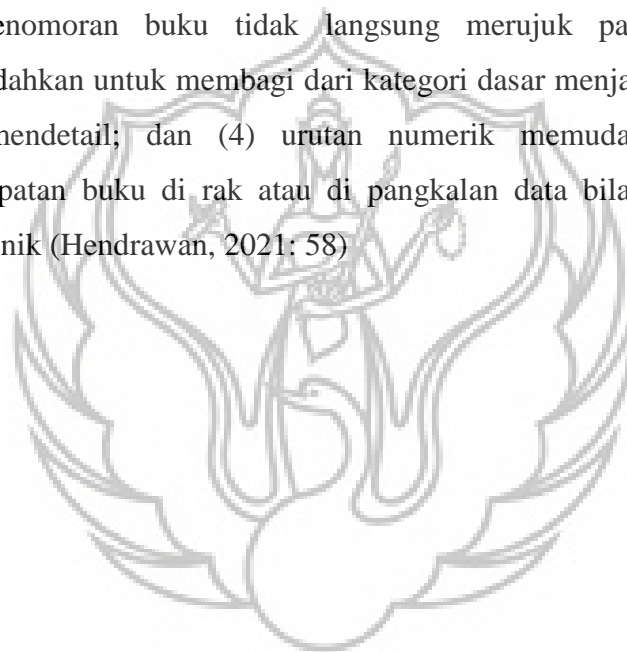 enomoran buku tidak langsung merujuk pa
dahkan untuk membagi dari kategori dasar menja
mendetail; dan (4) urutan numerik memuda
patan buku di rak atau di pangkalan data bila
nik (Hendrawan, 2021: 58)